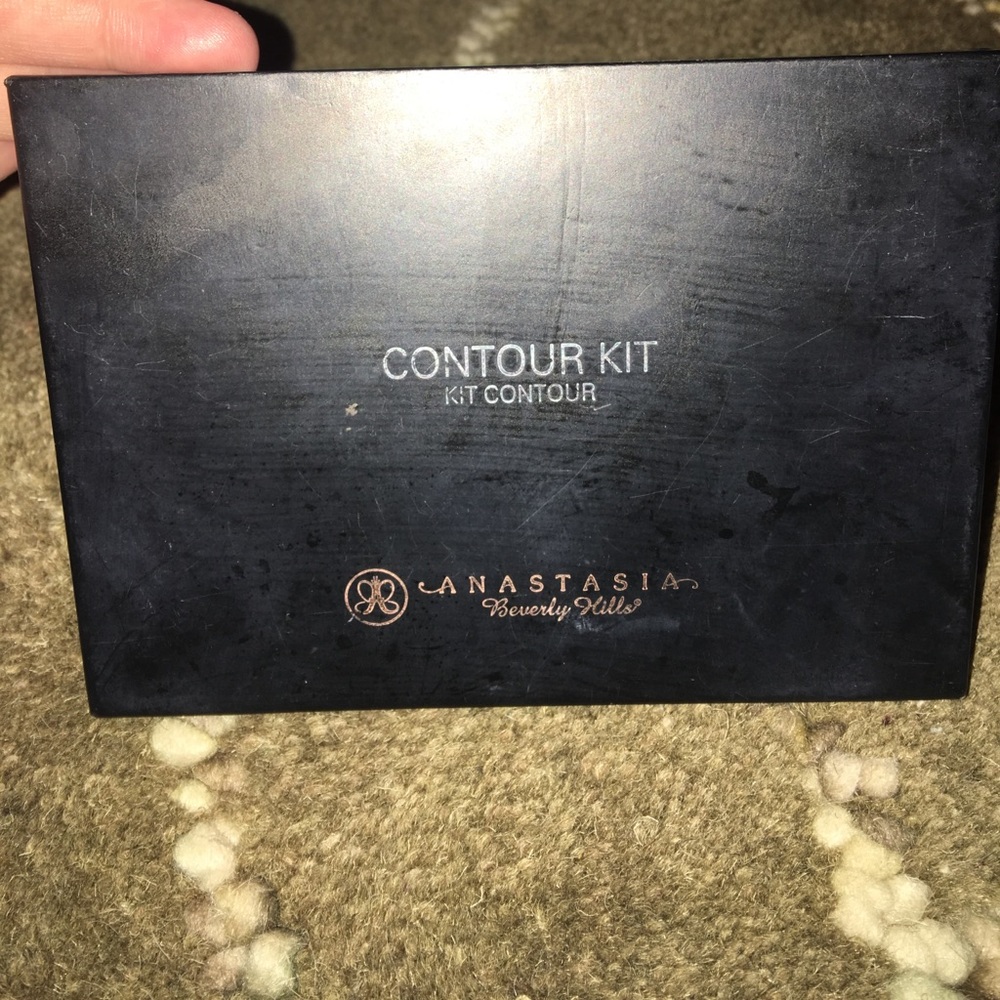 CONTOUR KIT
KIT CONTOUR
ANASTASIA
Beverly Hills®